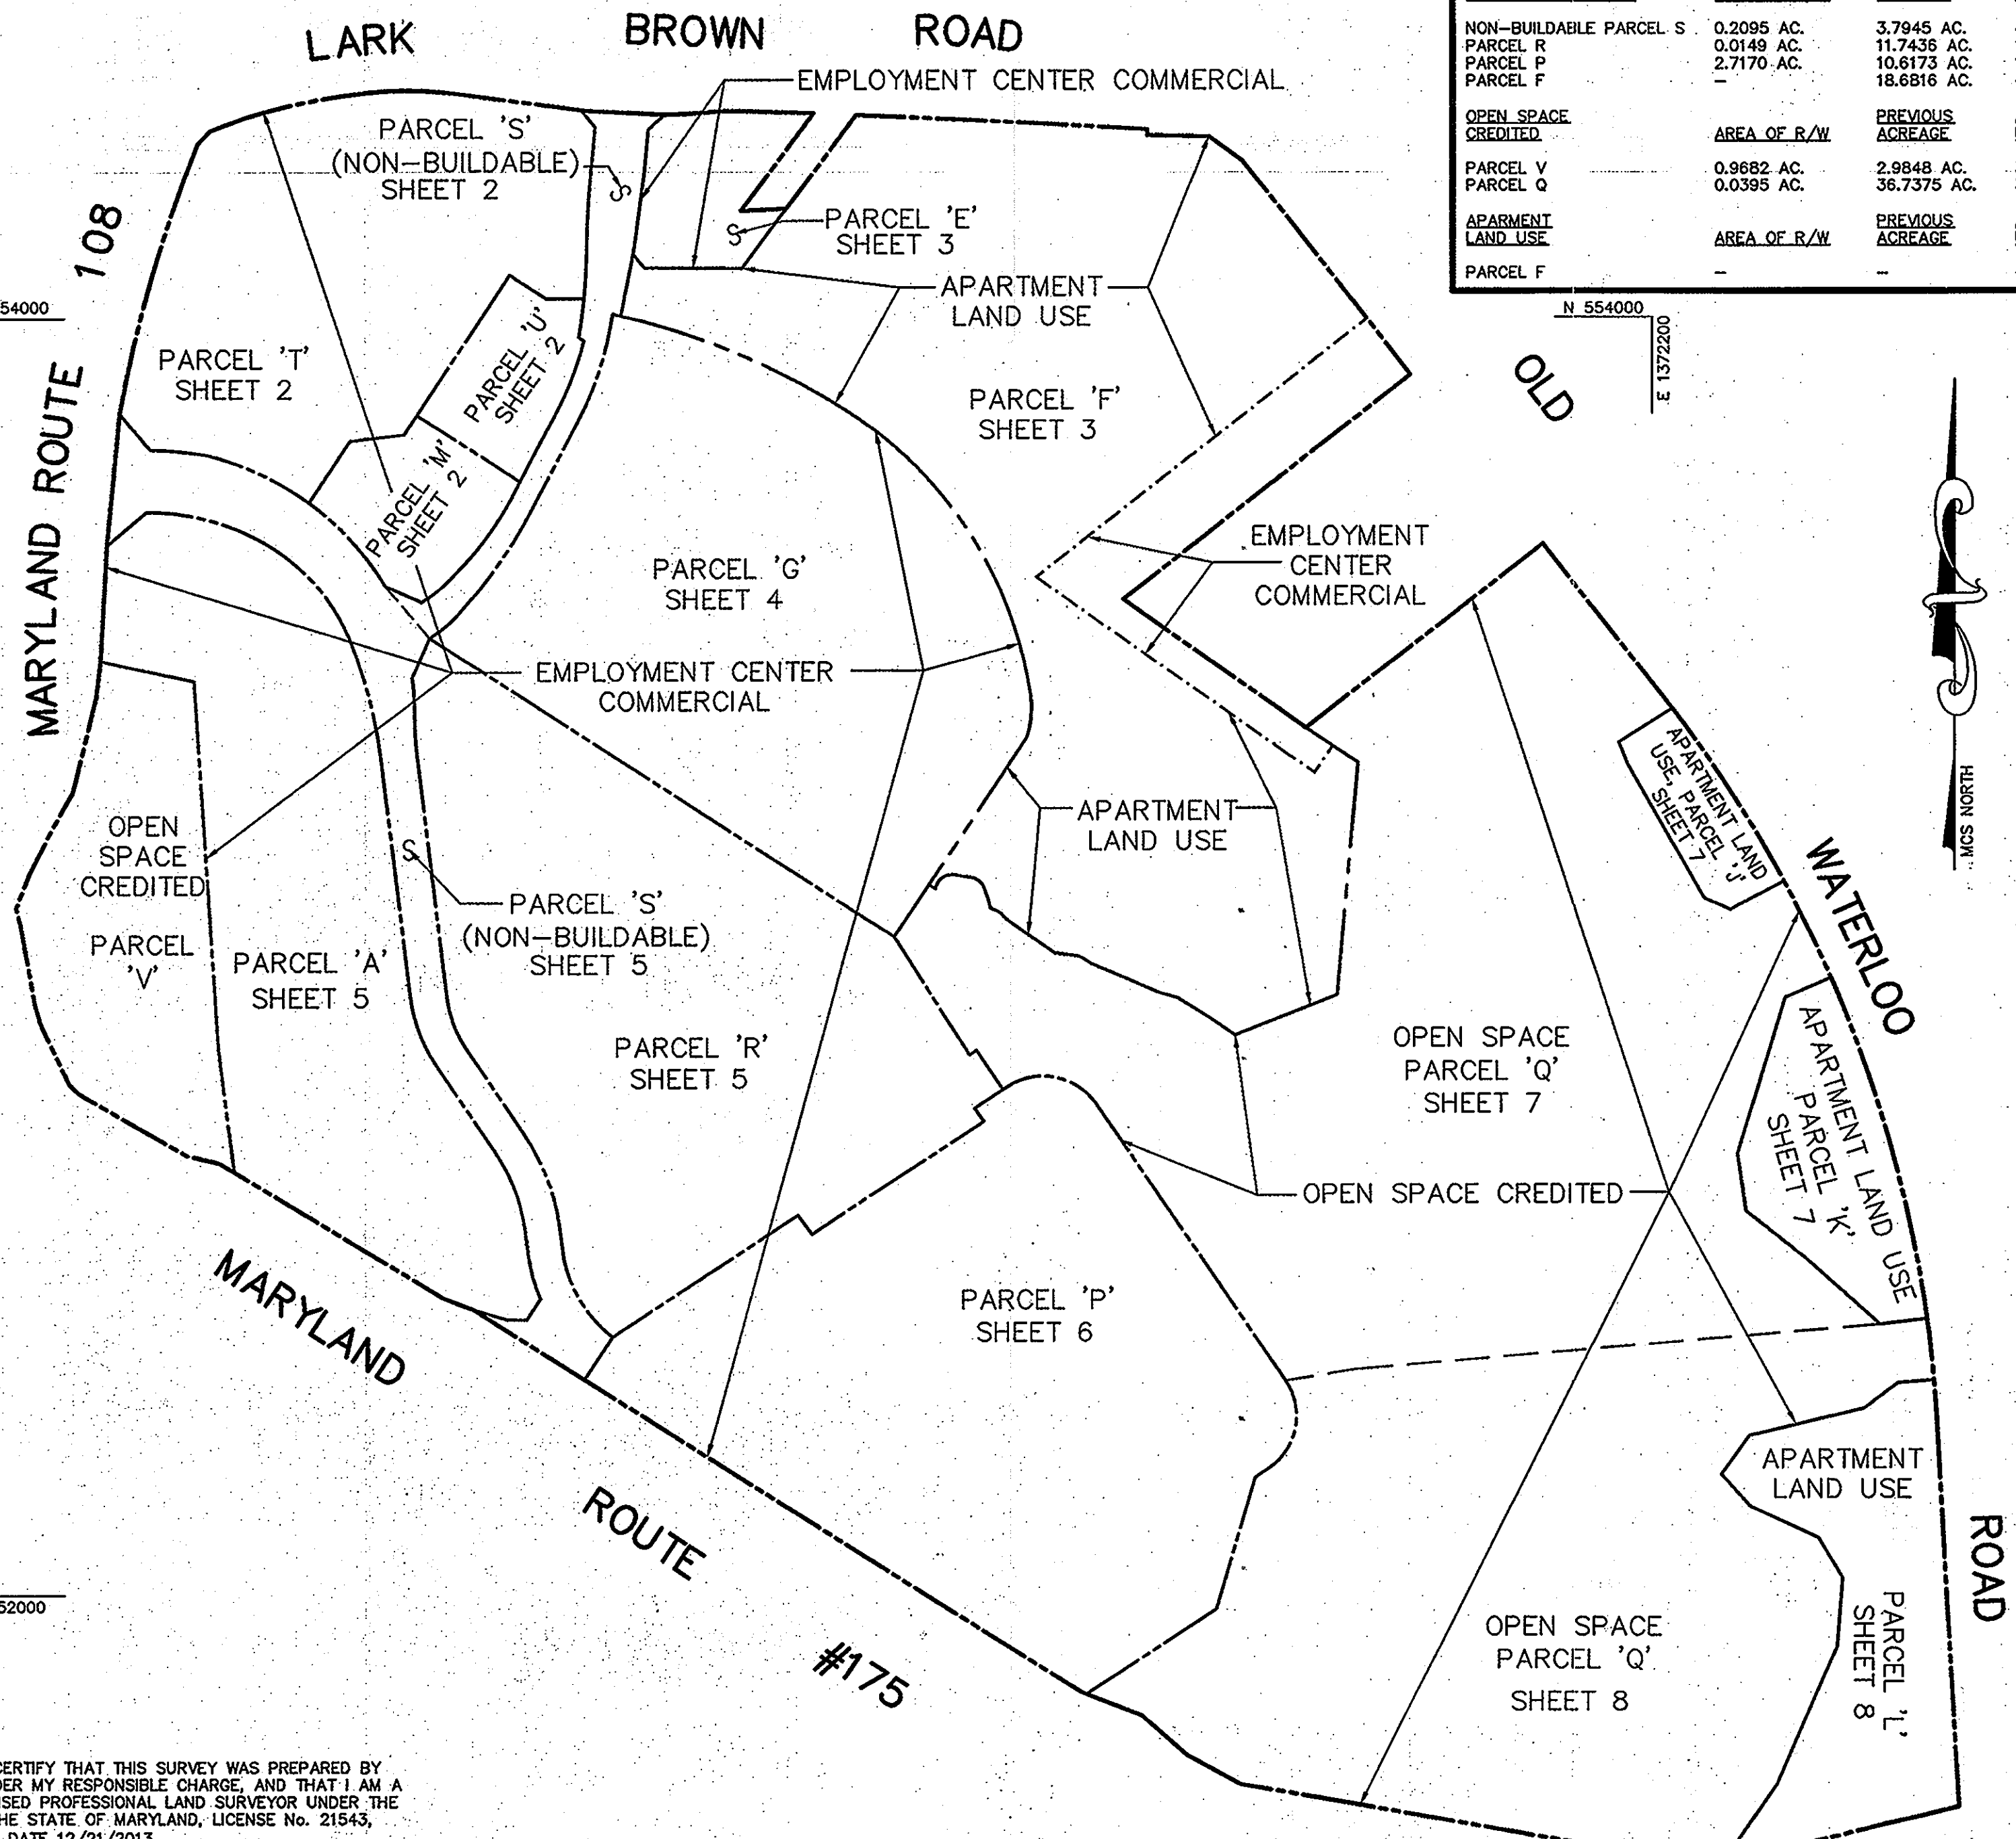 LARK BROWN ROAD
NON-BUILDABLE PARCEL S 0.2095 AC. 3.7945 AC.
PARCEL R 0.0149 AC. 11.7436 AC.
PARCEL P 2.7170 AC. 10.6173 AC.
PARCEL F - 18.6816 AC.
OPEN SPACE PREVIOUS
CREDITED AREA OF R/W ACREAGE
PARCEL V 0.9682 AC. 2.9848 AC.
PARCEL Q 0.0395 AC. 36.7375 AC.
APARMENT PREVIOUS
LAND USE AREA OF R/W ACREAGE
PARCEL F - --
N 554000
E 1372200
EMPLOYMENT CENTER COMMERCIAL
PARCEL 'S'
(NON-BUILDABLE)
SHEET 2
S
PARCEL 'E'
SHEET 3
S
MARYLAND ROUTE 108
54000
APARTMENT
LAND USE
PARCEL 'T'
SHEET 2
PARCEL 'U'
SHEET 2
PARCEL 'M'
SHEET 2
PARCEL 'F'
SHEET 3
OLD
WATERLOO
ROAD
MCS NORTH
PARCEL 'G'
SHEET 4
EMPLOYMENT
CENTER
COMMERCIAL
EMPLOYMENT CENTER
COMMERCIAL
APARTMENT LAND
USE, PARCEL 'J'
SHEET 7
APARTMENT
LAND USE
OPEN
SPACE
CREDITED
PARCEL
'V'
PARCEL 'A'
SHEET 5
S
PARCEL 'S'
(NON-BUILDABLE)
SHEET 5
PARCEL 'R'
SHEET 5
OPEN SPACE
PARCEL 'Q'
SHEET 7
APARTMENT LAND USE
PARCEL 'K'
SHEET 7
OPEN SPACE CREDITED
PARCEL 'P'
SHEET 6
MARYLAND
ROUTE
#175
APARTMENT
LAND USE
PARCEL 'L'
SHEET 8
OPEN SPACE
PARCEL 'Q'
SHEET 8
52000
CERTIFY THAT THIS SURVEY WAS PREPARED BY
DER MY RESPONSIBLE CHARGE, AND THAT I AM A
SED PROFESSIONAL LAND SURVEYOR UNDER THE
HE STATE OF MARYLAND, LICENSE No. 21543,
DATE 12/21/2013